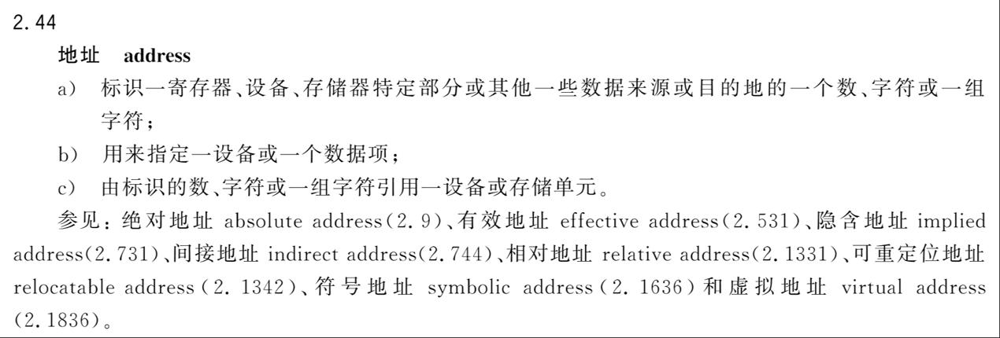 2.44
地址 address
a) 标识一寄存器、设备、存储器特定部分或其他一些数据来源或目的地的一个数、字符或一组
字符;
b) 用来指定一设备或一个数据项;
c) 由标识的数、字符或一组字符引用一设备或存储单元。
参见: 绝对地址 absolute address(2.9)、有效地址 effective address(2.531)、隐含地址 implied
address(2.731)、间接地址 indirect address(2.744)、相对地址 relative address(2.1331)、可重定位地址
relocatable address(2.1342)、符号地址 symbolic address(2.1636)和虚拟地址 virtual address
(2.1836)。